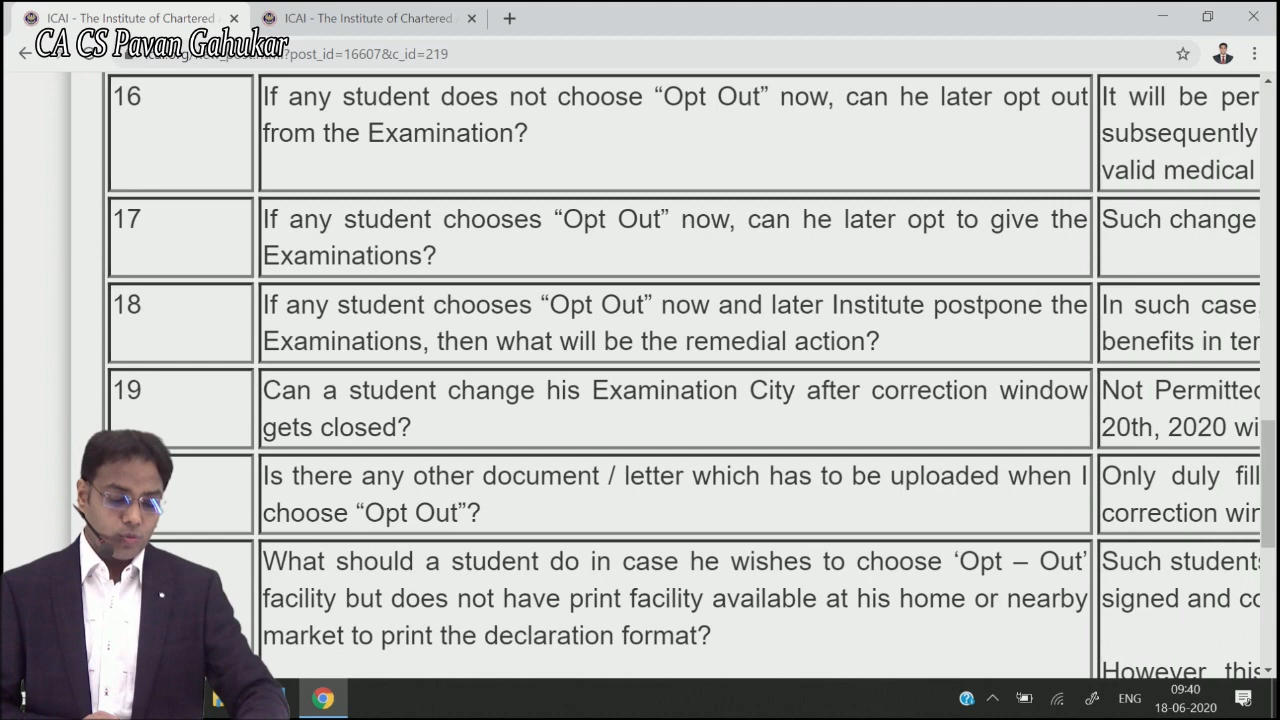 ICAI - The Institute of Chartered
ICAI - The Institute of Chartered
CA CS Pavan Gahukar
?post_id=16607&c_id=219
16
If any student does not choose “Opt Out” now, can he later opt out
from the Examination?
It will be per
subsequently
valid medical
17
If any student chooses “Opt Out” now, can he later opt to give the
Examinations?
Such change
18
If any student chooses “Opt Out” now and later Institute postpone the
Examinations, then what will be the remedial action?
In such case,
benefits in ter
19
Can a student change his Examination City after correction window
gets closed?
Not Permitted
20th, 2020 wi
Is there any other document / letter which has to be uploaded when I
choose “Opt Out”?
Only duly fill
correction win
What should a student do in case he wishes to choose ‘Opt – Out’
facility but does not have print facility available at his home or nearby
market to print the declaration format?
Such students
signed and co
However this
ENG
09:40
18-06-2020